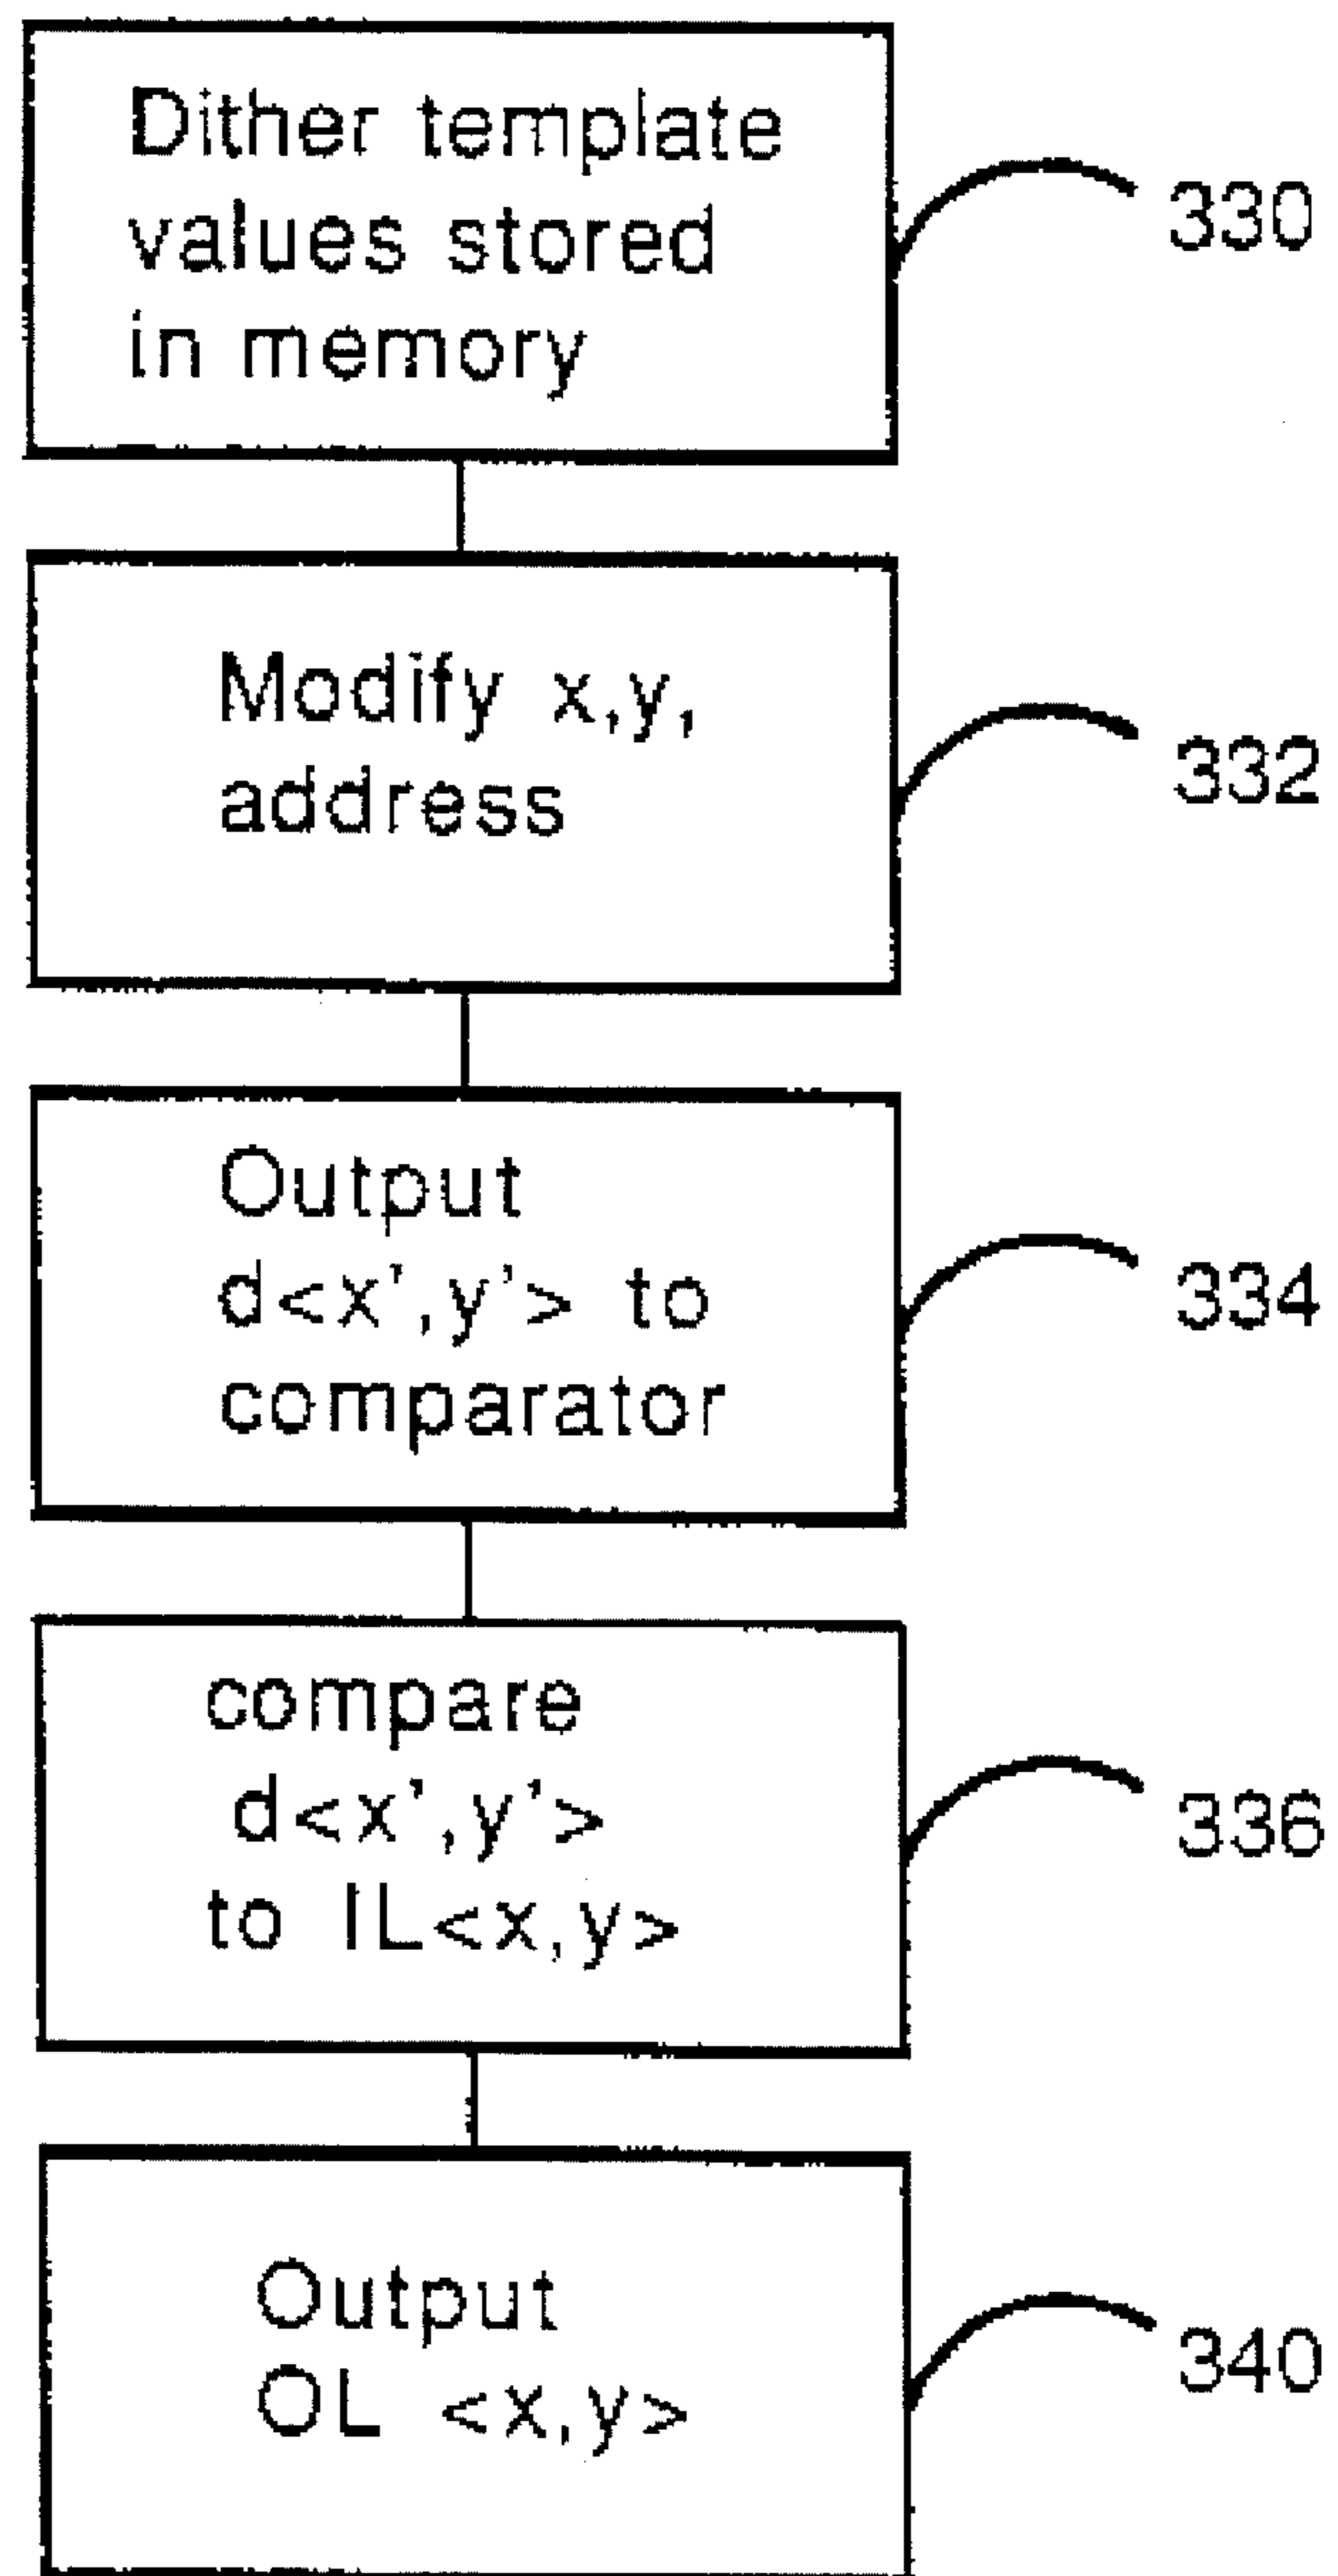 Dither template
values stored
in memory
330
Modify x,y,
address
332
Output
d<x',y'> to
comparator
334
compare
d<x',y'>
to IL<x,y>
336
Output
OL <x,y>
340